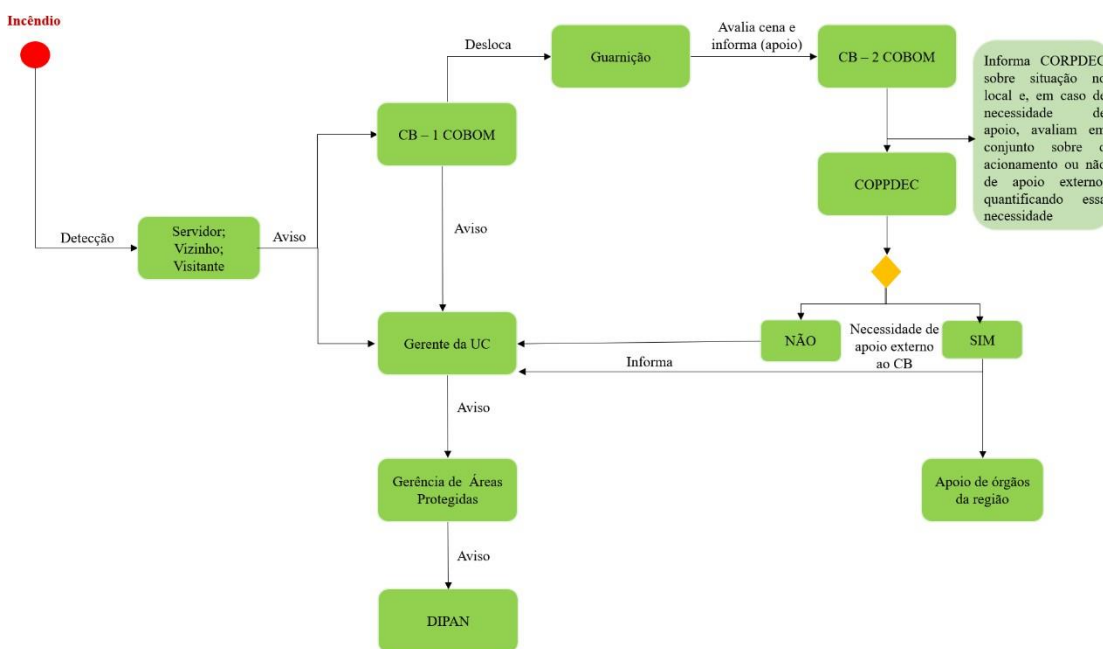 Incêndio
Detecção
Servidor;
Vizinho;
Visitante
Aviso
CB – 1 COBOM
Desloca
Guarnição
Avalia cena e
informa (apoio)
CB – 2 COBOM
Informa CORPDEC
sobre situação no
local e, em caso de
necessidade de
apoio, avaliam em
conjunto sobre o
acionamento ou não
de apoio externo,
quantificando essa
necessidade
COPPDEC
Aviso
Gerente da UC
NÃO
Necessidade de
apoio externo
ao CB
SIM
Informa
Aviso
Gerência de Áreas
Protegidas
Apoio de órgãos
da região
Aviso
DIPAN